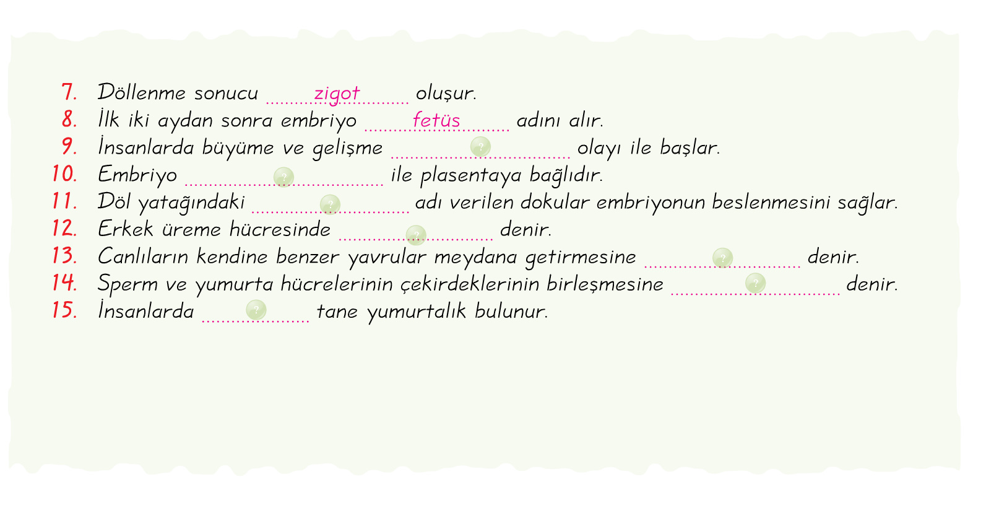 7. Döllenme sonucu zigot oluşur.
8. İlk iki aydan sonra embriyo fetüs adını alır.
9. İnsanlarda büyüme ve gelişme ? olayı ile başlar.
10. Embriyo ? ile plasentaya bağlıdır.
11. Döl yatağındaki ? adı verilen dokular embriyonun beslenmesini sağlar.
12. Erkek üreme hücresinde ? denir.
13. Canlıların kendine benzer yavrular meydana getirmesine ? denir.
14. Sperm ve yumurta hücrelerinin çekirdeklerinin birleşmesine ? denir.
15. İnsanlarda ? tane yumurtalık bulunur.